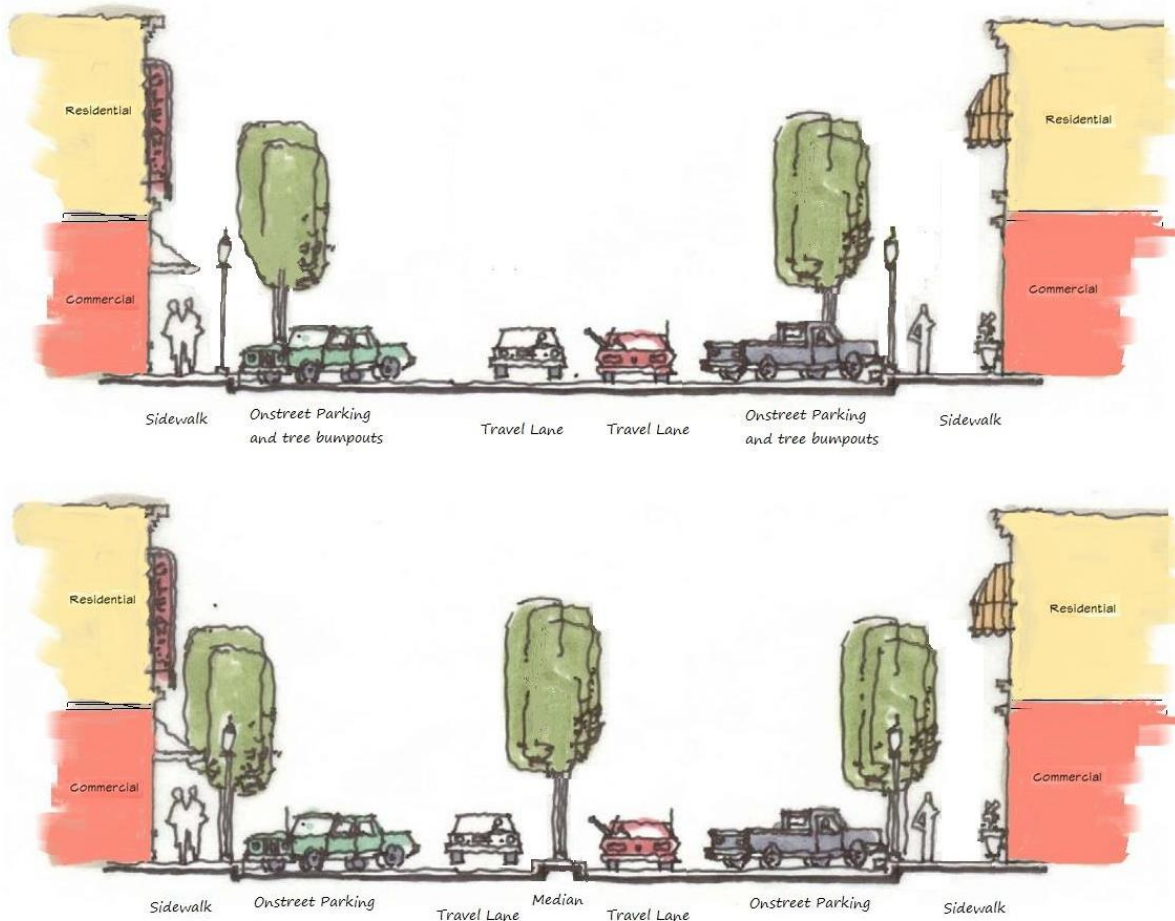 Residential
Residential
Commercial
Commercial
Sidewalk
Onstreet Parking
and tree bumpouts
Travel Lane
Travel Lane
Onstreet Parking
and tree bumpouts
Sidewalk
Residential
Residential
Commercial
Commercial
Sidewalk
Onstreet Parking
Travel Lane
Median
Travel Lane
Onstreet Parking
Sidewalk